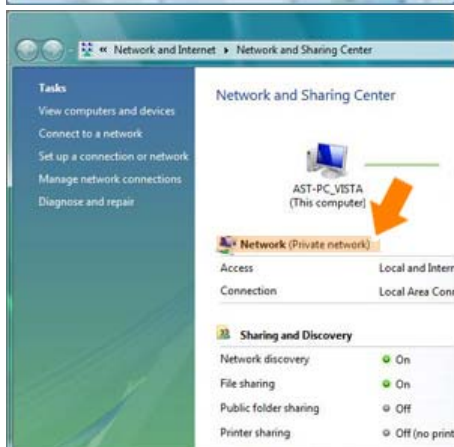 « Network and Internet ▸ Network and Sharing Center
Tasks
View computers and devices
Connect to a network
Set up a connection or network
Manage network connections
Diagnose and repair
Network and Sharing Center
AST-PC_VISTA
(This computer)
Network (Private network)
Access Local and Intern
Connection Local Area Conn
Sharing and Discovery
Network discovery On
File sharing On
Public folder sharing Off
Printer sharing Off (no print